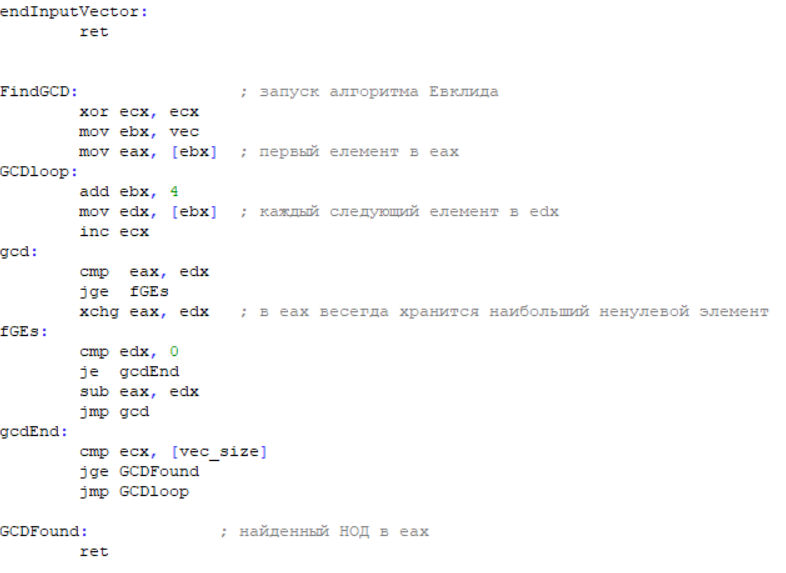 endInputVector:
        ret
FindGCD:                ; запуск алгоритма Евклида
        xor ecx, ecx
        mov ebx, vec
        mov eax, [ebx]  ; первый елемент в eax
GCDloop:
        add ebx, 4
        mov edx, [ebx]  ; каждый следующий елемент в edx
        inc ecx
gcd:
        cmp  eax, edx
        jge  fGEs
        xchg eax, edx   ; в eax весегда хранится наибольший ненулевой элемент
fGEs:
        cmp edx, 0
        je  gcdEnd
        sub eax, edx
        jmp gcd
gcdEnd:
        cmp ecx, [vec_size]
        jge GCDFound
        jmp GCDloop
GCDFound:             ; найденный НОД в eax
        ret